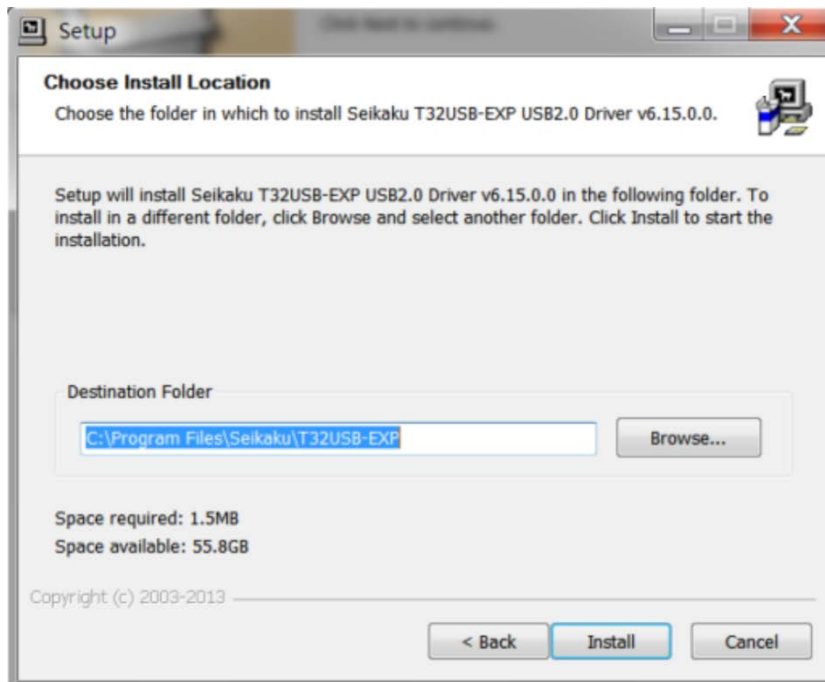 Setup
Choose Install Location
Choose the folder in which to install Seikaku T32USB-EXP USB2.0 Driver v6.15.0.0.
Setup will install Seikaku T32USB-EXP USB2.0 Driver v6.15.0.0 in the following folder. To
install in a different folder, click Browse and select another folder. Click Install to start the
installation.
Destination Folder
C:\Program Files\Seikaku\T32USB-EXP
Browse...
Space required: 1.5MB
Space available: 55.8GB
Copyright (c) 2003-2013
< Back
Install
Cancel